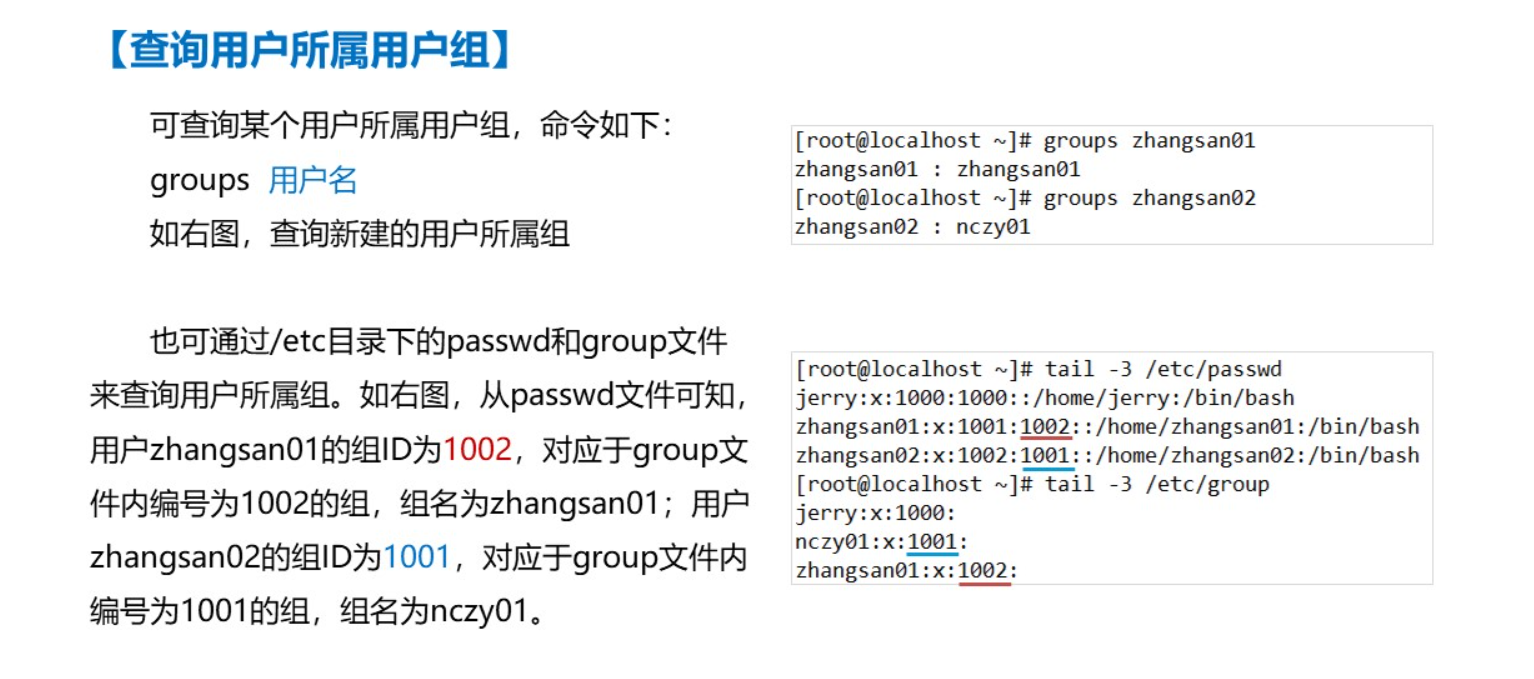 【查询用户所属用户组】
可查询某个用户所属用户组，命令如下：
groups 用户名
如右图，查询新建的用户所属组
[root@localhost ~]# groups zhangsan01
zhangsan01 : zhangsan01
[root@localhost ~]# groups zhangsan02
zhangsan02 : nczy01
也可通过/etc目录下的passwd和group文件
来查询用户所属组。如右图，从passwd文件可知，
用户zhangsan01的组ID为1002，对应于group文
件内编号为1002的组，组名为zhangsan01；用户
zhangsan02的组ID为1001，对应于group文件内
编号为1001的组，组名为nczy01。
[root@localhost ~]# tail -3 /etc/passwd
jerry:x:1000:1000::/home/jerry:/bin/bash
zhangsan01:x:1001:1002::/home/zhangsan01:/bin/bash
zhangsan02:x:1002:1001::/home/zhangsan02:/bin/bash
[root@localhost ~]# tail -3 /etc/group
jerry:x:1000:
nczy01:x:1001:
zhangsan01:x:1002: